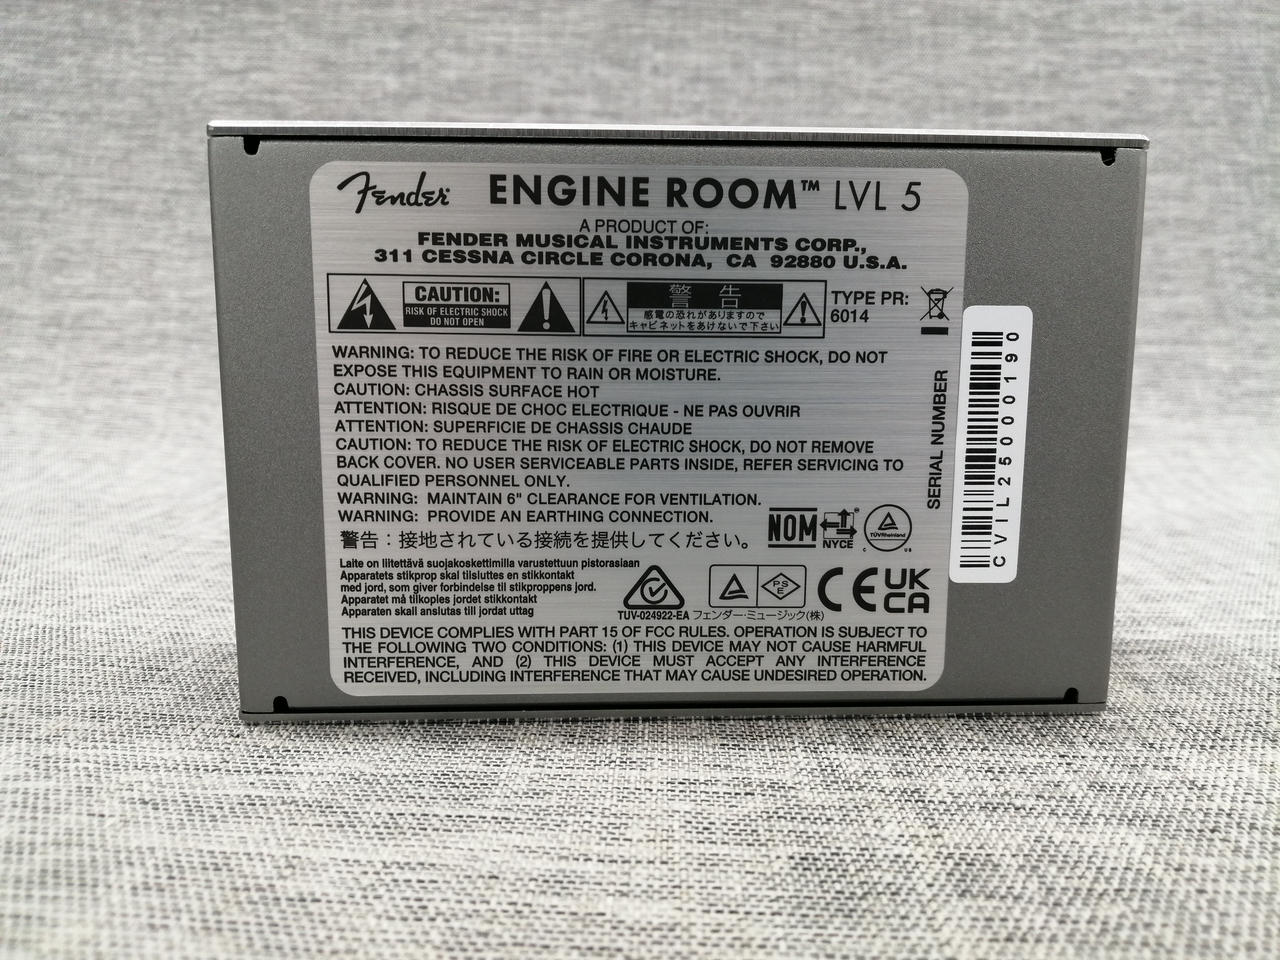 Fender ENGINE ROOM™ LVL 5
A PRODUCT OF:
FENDER MUSICAL INSTRUMENTS CORP.,
311 CESSNA CIRCLE CORONA, CA 92880 U.S.A.
CAUTION:
RISK OF ELECTRIC SHOCK
DO NOT OPEN
警告
感電の恐れがありますので
キャビネットをあけないで下さい
TYPE PR:
6014
WARNING: TO REDUCE THE RISK OF FIRE OR ELECTRIC SHOCK, DO NOT
EXPOSE THIS EQUIPMENT TO RAIN OR MOISTURE.
CAUTION: CHASSIS SURFACE HOT
ATTENTION: RISQUE DE CHOC ELECTRIQUE - NE PAS OUVRIR
ATTENTION: SUPERFICIE DE CHASSIS CHAUDE
CAUTION: TO REDUCE THE RISK OF ELECTRIC SHOCK, DO NOT REMOVE
BACK COVER. NO USER SERVICEABLE PARTS INSIDE, REFER SERVICING TO
QUALIFIED PERSONNEL ONLY.
WARNING: MAINTAIN 6" CLEARANCE FOR VENTILATION.
WARNING: PROVIDE AN EARTHING CONNECTION.
警告：接地されている接続を提供してください。
NOM
NYCE
TÜVRheinland
C US
SERIAL NUMBER
CVIL25000190
Laite on liitettävä suojakoskettimilla varustettuun pistorasiaan
Apparatets stikprop skal tilsluttes en stikkontakt
med jord, som giver forbindelse til stikproppens jord.
Apparatet må tilkoples jordet stikkontakt
Apparaten skall anslutas till jordat uttag
TUV-024922-EA
PS
E
フェンダー・ミュージック(株)
CE
UK
CA
THIS DEVICE COMPLIES WITH PART 15 OF FCC RULES. OPERATION IS SUBJECT TO
THE FOLLOWING TWO CONDITIONS: (1) THIS DEVICE MAY NOT CAUSE HARMFUL
INTERFERENCE, AND (2) THIS DEVICE MUST ACCEPT ANY INTERFERENCE
RECEIVED, INCLUDING INTERFERENCE THAT MAY CAUSE UNDESIRED OPERATION.